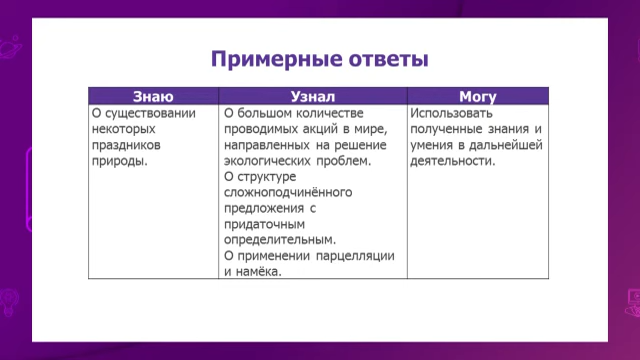 Примерные ответы
Знаю
Узнал
Могу
О существовании
некоторых
праздников
природы.
О большом количестве
проводимых акций в мире,
направленных на решение
экологических проблем.
О структуре
сложноподчинённого
предложения с
придаточным
определительным.
О применении парцелляции
и намёка.
Использовать
полученные знания и
умения в дальнейшей
деятельности.